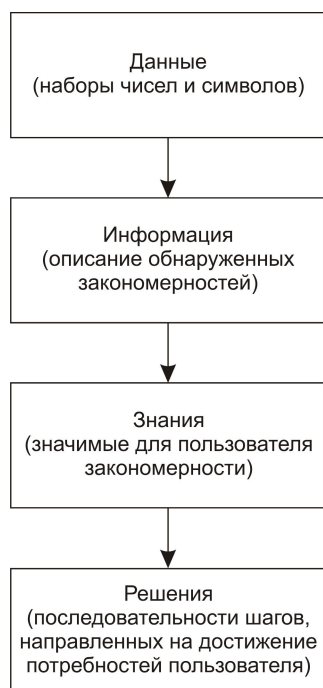 Данные
(наборы чисел и символов)
Информация
(описание обнаруженных
закономерностей)
Знания
(значимые для пользователя
закономерности)
Решения
(последовательности шагов,
направленных на достижение
потребностей пользователя)